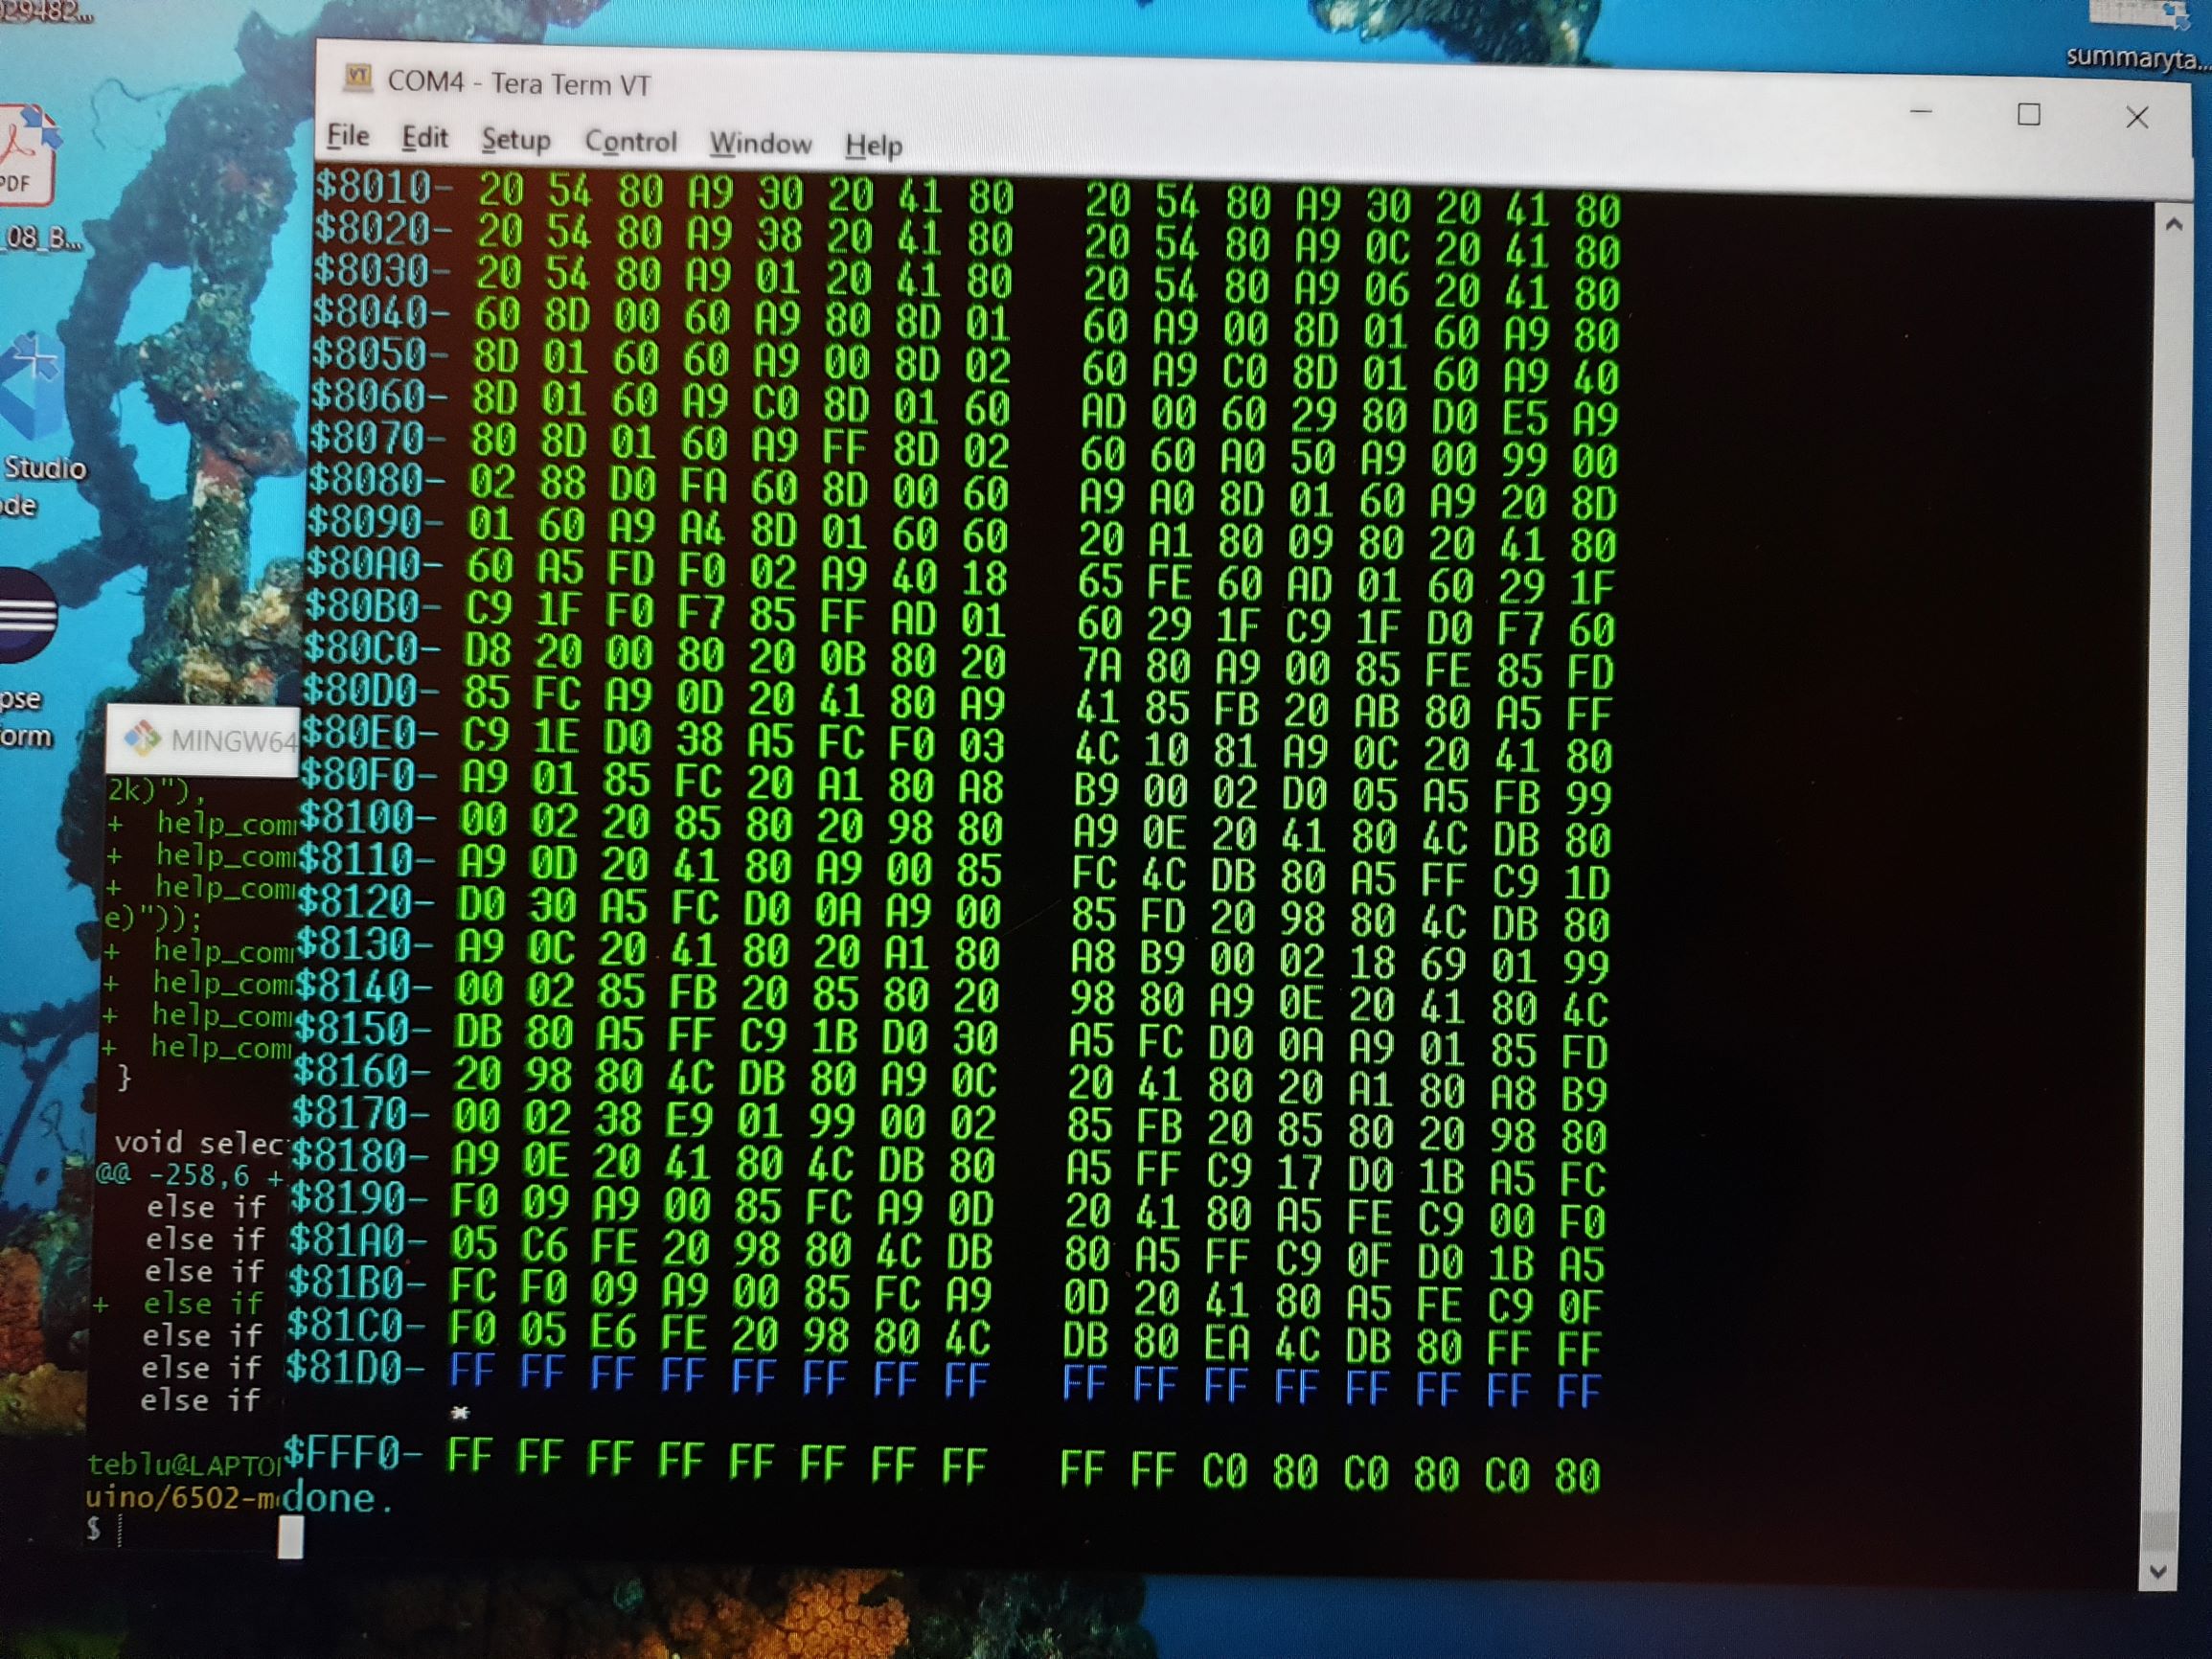 29482...
summaryta...
PDF
_08_B...
Studio
de
pse
orm
COM4 - Tera Term VT
File Edit Setup Control Window Help
$8010- 20 54 80 A9 30 20 41 80 20 54 80 A9 30 20 41 80
$8020- 20 54 80 A9 38 20 41 80 20 54 80 A9 0C 20 41 80
$8030- 20 54 80 A9 01 20 41 80 20 54 80 A9 06 20 41 80
$8040- 60 8D 00 60 A9 80 8D 01 60 A9 00 8D 01 60 A9 80
$8050- 8D 01 60 60 A9 00 8D 02 60 A9 C0 8D 01 60 A9 40
$8060- 8D 01 60 A9 C0 8D 01 60 AD 00 60 29 80 D0 E5 A9
$8070- 80 8D 01 60 A9 FF 8D 02 60 60 A0 50 A9 00 99 00
$8080- 02 88 D0 FA 60 8D 00 60 A9 A0 8D 01 60 A9 20 8D
$8090- 01 60 A9 A4 8D 01 60 60 20 A1 80 09 80 20 41 80
$80A0- 60 A5 FD F0 02 A9 40 18 65 FE 60 AD 01 60 29 1F
$80B0- C9 1F F0 F7 85 FF AD 01 60 29 1F C9 1F D0 F7 60
$80C0- D8 20 00 80 20 0B 80 20 7A 80 A9 00 85 FE 85 FD
$80D0- 85 FC A9 0D 20 41 80 A9 41 85 FB 20 AB 80 A5 FF
$80E0- C9 1E D0 38 A5 FC F0 03 4C 10 81 A9 0C 20 41 80
$80F0- A9 01 85 FC 20 A1 80 A8 B9 00 02 D0 05 A5 FB 99
$8100- 00 02 20 85 80 20 98 80 A9 0E 20 41 80 4C DB 80
$8110- A9 0D 20 41 80 A9 00 85 FC 4C DB 80 A5 FF C9 1D
$8120- D0 30 A5 FC D0 0A A9 00 85 FD 20 98 80 4C DB 80
$8130- A9 0C 20 41 80 20 A1 80 A8 B9 00 02 18 69 01 99
$8140- 00 02 85 FB 20 85 80 20 98 80 A9 0E 20 41 80 4C
$8150- DB 80 A5 FF C9 1B D0 30 A5 FC D0 0A A9 01 85 FD
$8160- 20 98 80 4C DB 80 A9 0C 20 41 80 20 A1 80 A8 B9
$8170- 00 02 38 E9 01 99 00 02 85 FB 20 85 80 20 98 80
$8180- A9 0E 20 41 80 4C DB 80 A5 FF C9 17 D0 1B A5 FC
$8190- F0 09 A9 00 85 FC A9 0D 20 41 80 A5 FE C9 00 F0
$81A0- 05 C6 FE 20 98 80 4C DB 80 A5 FF C9 0F D0 1B A5
$81B0- FC F0 09 A9 00 85 FC A9 0D 20 41 80 A5 FE C9 0F
$81C0- F0 05 E6 FE 20 98 80 4C DB 80 EA 4C DB 80 FF FF
$81D0- FF FF FF FF FF FF FF FF FF FF FF FF FF FF FF FF
*
$FFF0- FF FF FF FF FF FF FF FF FF FF C0 80 C0 80 C0 80
done.
MINGW64
2k)"),
+ help_com
+ help_com
+ help_com
e)"));
+ help_com
+ help_com
+ help_com
+ help_com
}
void selec
@@ -258,6 +
else if
else if
else if
+ else if
else if
else if
else if
teblu@LAPTO
uino/6502-m
$